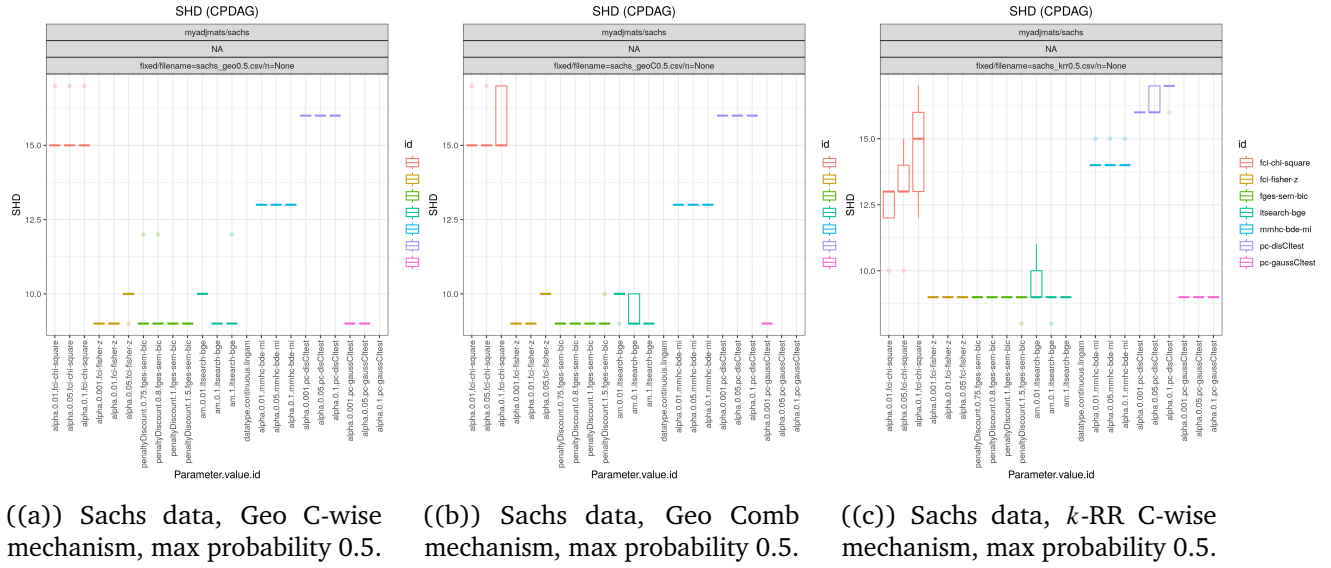 SHD (CPDAG)
myadjmats/sachs
NA
fixed/filename=sachs_geo0.5.csv/n=None
15.0
12.5
10.0
SHD
alpha.0.01.fci-chi-square
alpha.0.05.fci-chi-square
alpha.0.1.fci-chi-square
alpha.0.001.fci-fisher-z
alpha.0.01.fci-fisher-z
alpha.0.05.fci-fisher-z
penaltyDiscount.0.75.fges-sem-bic
penaltyDiscount.0.8.fges-sem-bic
penaltyDiscount.1.fges-sem-bic
penaltyDiscount.1.5.fges-sem-bic
am.0.01.itsearch-bge
am.0.1.itsearch-bge
am.1.itsearch-bge
datatype.continuous.lingam
alpha.0.01.mmhc-bde-mi
alpha.0.05.mmhc-bde-mi
alpha.0.1.mmhc-bde-mi
alpha.0.001.pc-disCItest
alpha.0.05.pc-disCItest
alpha.0.1.pc-disCItest
alpha.0.001.pc-gaussCItest
alpha.0.05.pc-gaussCItest
alpha.0.1.pc-gaussCItest
Parameter.value.id
id
((a)) Sachs data, Geo C-wise
mechanism, max probability 0.5.
SHD (CPDAG)
myadjmats/sachs
NA
fixed/filename=sachs_geoC0.5.csv/n=None
15.0
12.5
10.0
SHD
alpha.0.01.fci-chi-square
alpha.0.05.fci-chi-square
alpha.0.1.fci-chi-square
alpha.0.001.fci-fisher-z
alpha.0.01.fci-fisher-z
alpha.0.05.fci-fisher-z
penaltyDiscount.0.75.fges-sem-bic
penaltyDiscount.0.8.fges-sem-bic
penaltyDiscount.1.fges-sem-bic
penaltyDiscount.1.5.fges-sem-bic
am.0.01.itsearch-bge
am.0.1.itsearch-bge
am.1.itsearch-bge
datatype.continuous.lingam
alpha.0.01.mmhc-bde-mi
alpha.0.05.mmhc-bde-mi
alpha.0.1.mmhc-bde-mi
alpha.0.001.pc-disCItest
alpha.0.05.pc-disCItest
alpha.0.1.pc-disCItest
alpha.0.001.pc-gaussCItest
alpha.0.05.pc-gaussCItest
alpha.0.1.pc-gaussCItest
Parameter.value.id
id
fci-chi-square
fci-fisher-z
fges-sem-bic
itsearch-bge
mmhc-bde-mi
pc-disCItest
pc-gaussCItest
((b)) Sachs data, Geo Comb
mechanism, max probability 0.5.
SHD (CPDAG)
myadjmats/sachs
NA
fixed/filename=sachs_krr0.5.csv/n=None
15.0
12.5
10.0
SHD
alpha.0.01.fci-chi-square
alpha.0.05.fci-chi-square
alpha.0.1.fci-chi-square
alpha.0.001.fci-fisher-z
alpha.0.01.fci-fisher-z
alpha.0.05.fci-fisher-z
penaltyDiscount.0.75.fges-sem-bic
penaltyDiscount.0.8.fges-sem-bic
penaltyDiscount.1.fges-sem-bic
penaltyDiscount.1.5.fges-sem-bic
am.0.01.itsearch-bge
am.0.1.itsearch-bge
am.1.itsearch-bge
datatype.continuous.lingam
alpha.0.01.mmhc-bde-mi
alpha.0.05.mmhc-bde-mi
alpha.0.1.mmhc-bde-mi
alpha.0.001.pc-disCItest
alpha.0.05.pc-disCItest
alpha.0.1.pc-disCItest
alpha.0.001.pc-gaussCItest
alpha.0.05.pc-gaussCItest
alpha.0.1.pc-gaussCItest
Parameter.value.id
id
fci-chi-square
fci-fisher-z
fges-sem-bic
itsearch-bge
mmhc-bde-mi
pc-disCItest
pc-gaussCItest
((c)) Sachs data, k-RR C-wise
mechanism, max probability 0.5.